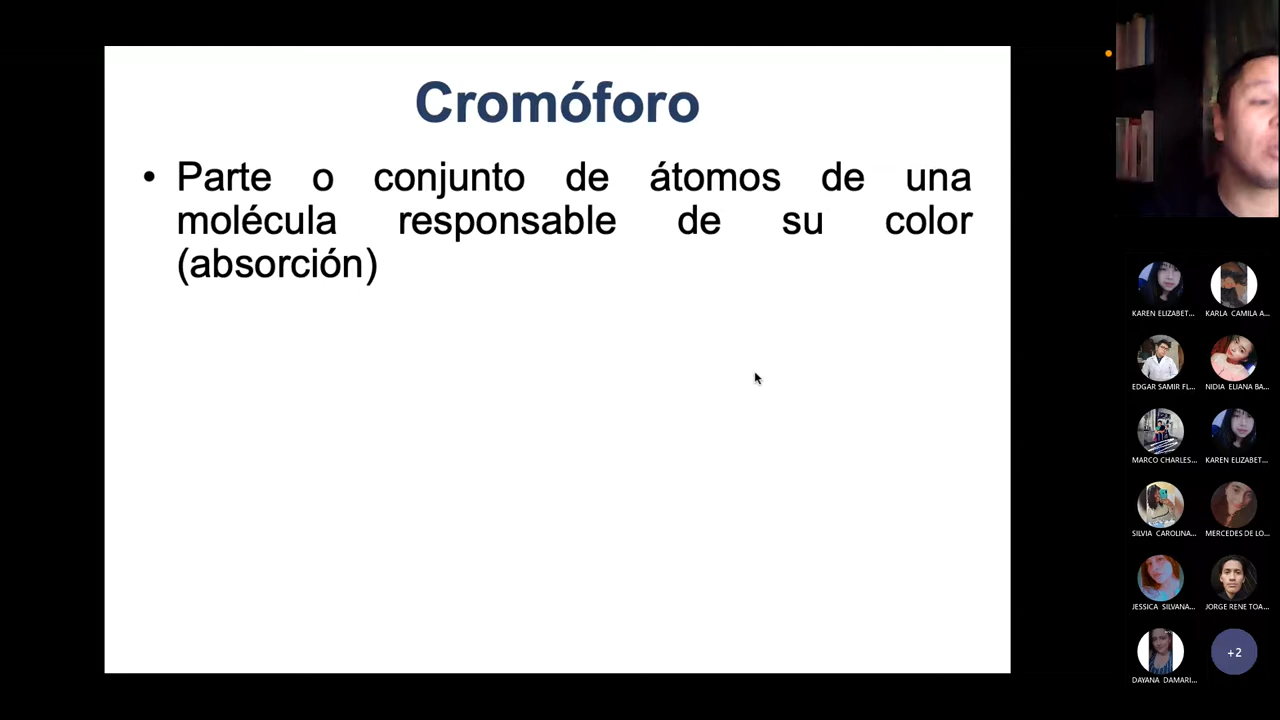 Cromóforo
• Parte o conjunto de átomos de una
molécula responsable de su color
(absorción)
KAREN ELIZABET...
KARLA CAMILA A...
EDGAR SAMIR FL...
NIDIA ELIANA BA...
MARCO CHARLES...
KAREN ELIZABET...
SILVIA CAROLINA...
MERCEDES DE LO...
JESSICA SILVANA...
JORGE RENE TOA...
DAYANA DAMARI...
+2